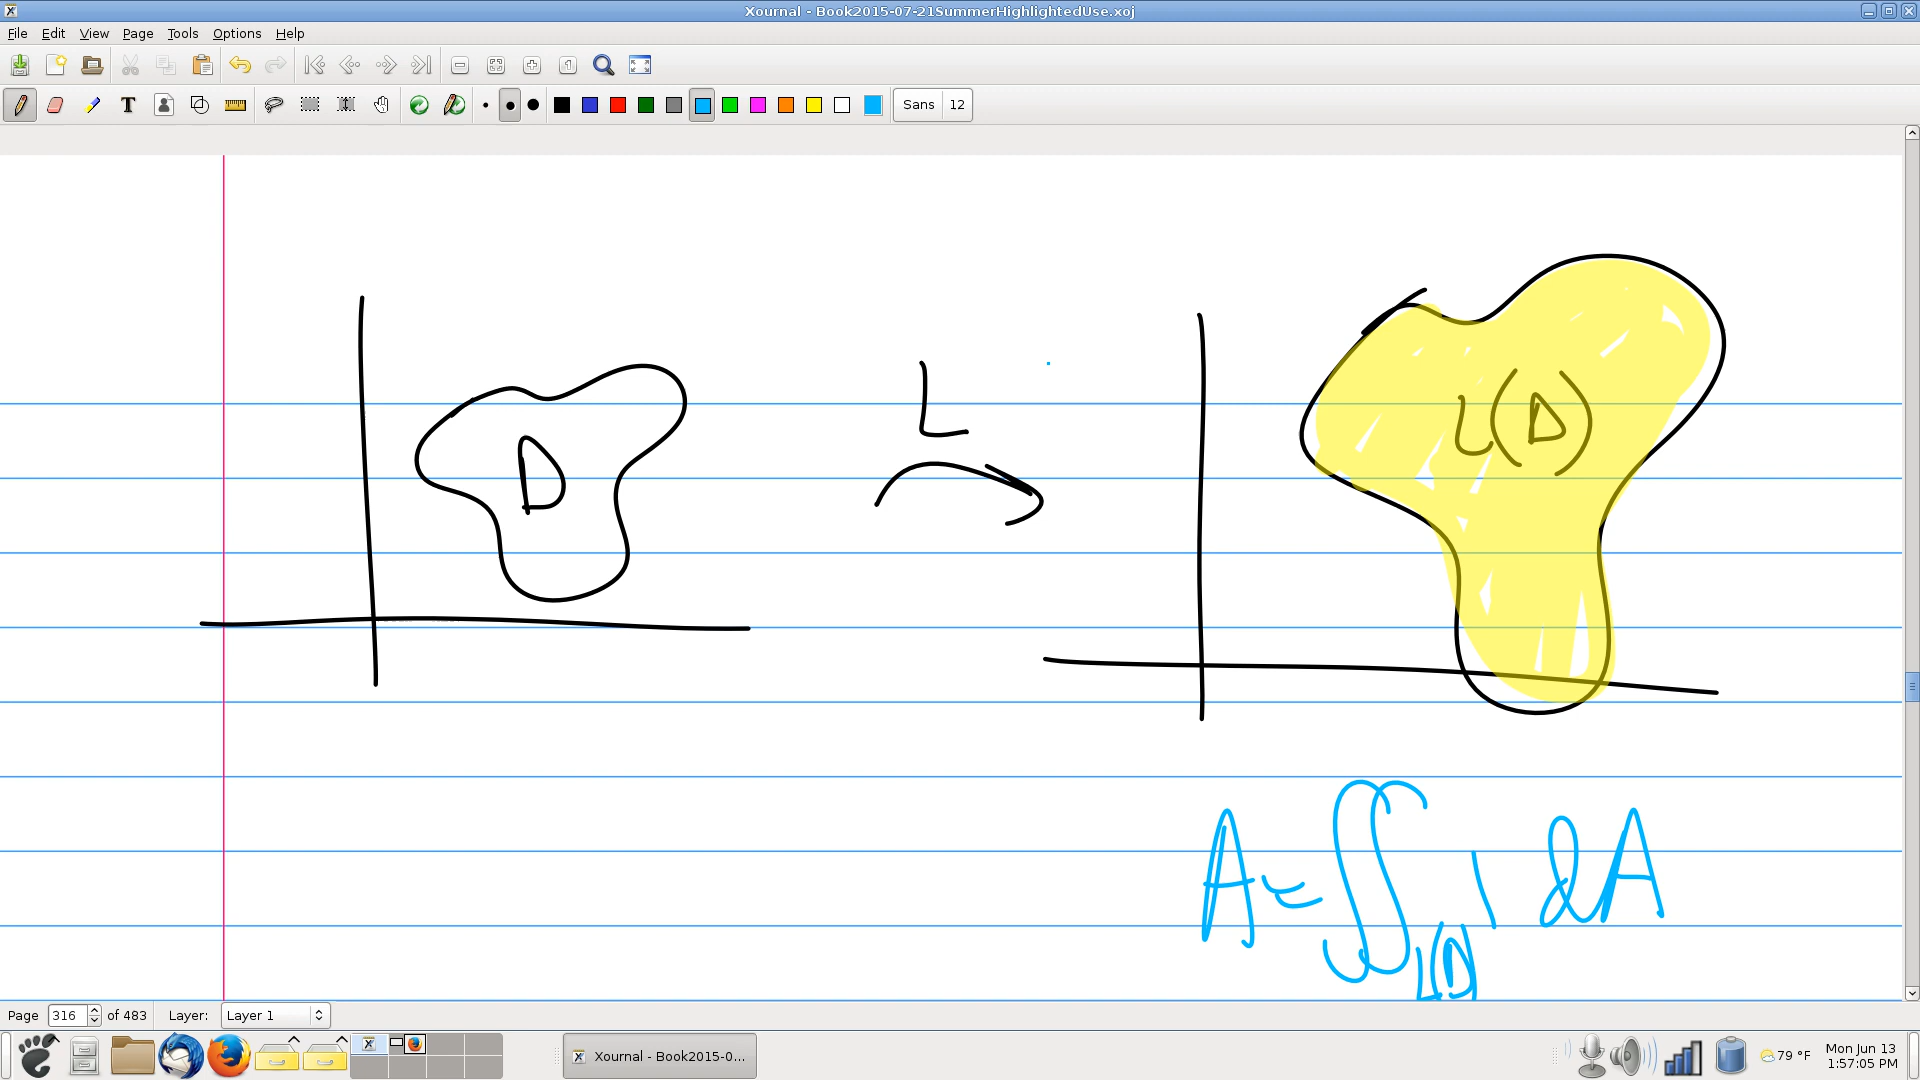 Xournal - Book2015-07-21SummerHighlightedUse.xoj
File Edit View Page Tools Options Help
Sans 12
L
L(D)
D
A = ∬ 1 dA
L(D)
Page 316 of 483 Layer: Layer 1
Xournal - Book2015-0...
79 °F
Mon Jun 13
1:57:05 PM